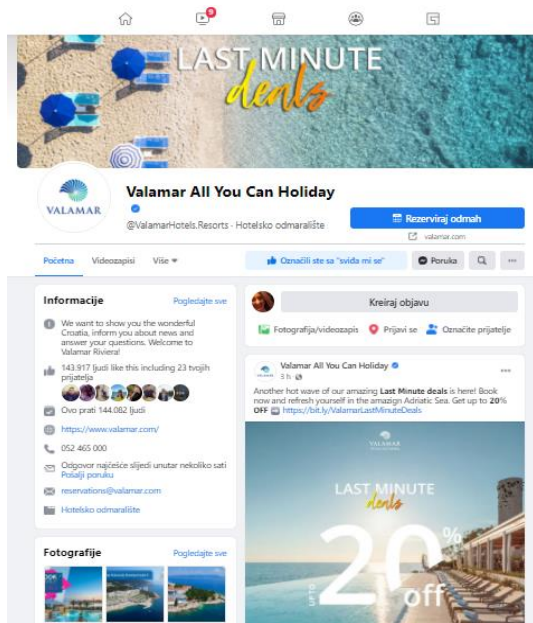 9
LAST MINUTE
deals
VALAMAR
Valamar All You Can Holiday
@ValamarHotels.Resorts · Hotelsko odmaralište
Rezerviraj odmah
valamar.com
Početna Videozapisi Više
Označili ste sa "sviđa mi se"
Poruka
Informacije Pogledajte sve
We want to show you the wonderful
Croatia, inform you about news and
answer your questions. Welcome to
Valamar Riviera!
143.917 ljudi like this including 23 tvojih
prijatelja
Ovo prati 144.082 ljudi
https://www.valamar.com/
052 465 000
Odgovor najčešće slijedi unutar nekoliko sati
Pošalji poruku
reservations@valamar.com
Hotelsko odmaralište
Fotografije Pogledajte sve
Kreiraj objavu
Fotografija/videozapis Prijavi se Označite prijatelje
Valamar All You Can Holiday
3 h
Another hot wave of our amazing Last Minute deals is here! Book
now and refresh yourself in the amazign Adriatic Sea. Get up to 20%
OFF https://bit.ly/ValamarLastMinuteDeals
VALAMAR
LAST MINUTE
deals
UP TO
20%
off